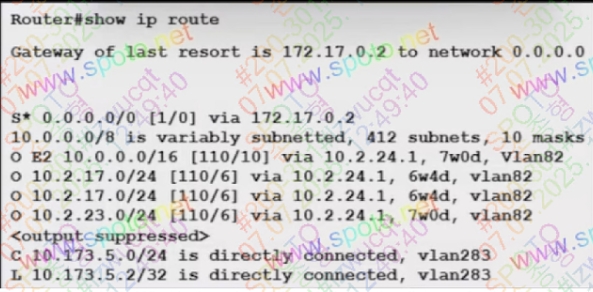 Router#show ip route
Gateway of last resort is 172.17.0.2 to network 0.0.0.0
S* 0.0.0.0/0 [1/0] via 172.17.0.2
10.0.0.0/8 is variably subnetted, 412 subnets, 10 masks
O E2 10.0.0.0/16 [110/10] via 10.2.24.1, 7w0d, Vlan82
O 10.2.17.0/24 [110/6] via 10.2.24.1, 6w4d, vlan82
O 10.2.17.0/24 [110/6] via 10.2.24.1, 6w4d, vlan82
O 10.2.23.0/24 [110/6] via 10.2.24.1, 7w0d, vlan82
<output suppressed>
C 10.173.5.0/24 is directly connected, vlan283
L 10.173.5.2/32 is directly connected, vlan283